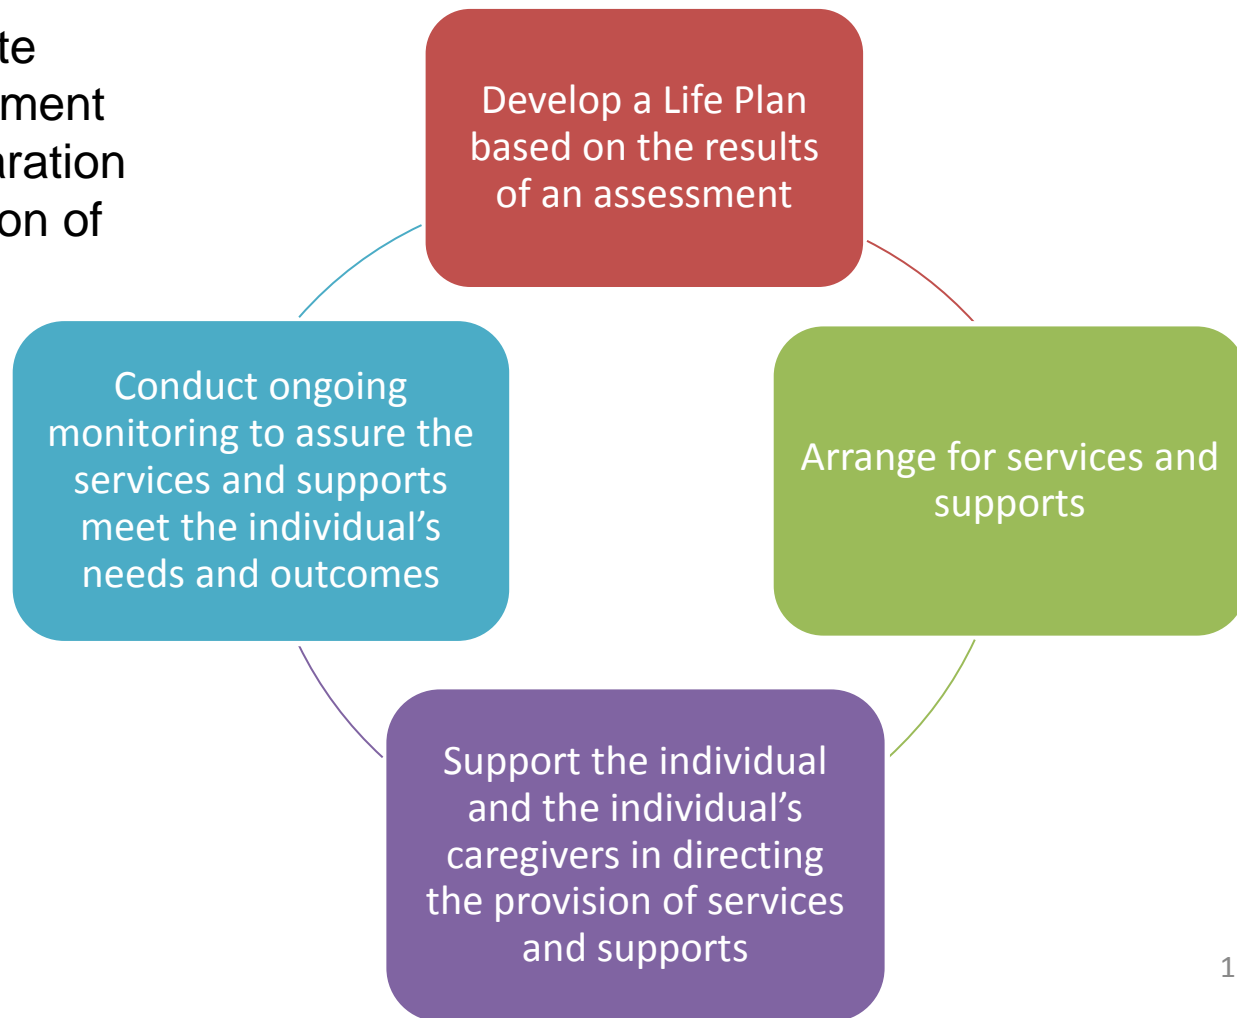 te
ment
aration
on of
Develop a Life Plan
based on the results
of an assessment
Conduct ongoing
monitoring to assure the
services and supports
meet the individual’s
needs and outcomes
Arrange for services and
supports
Support the individual
and the individual’s
caregivers in directing
the provision of services
and supports
1